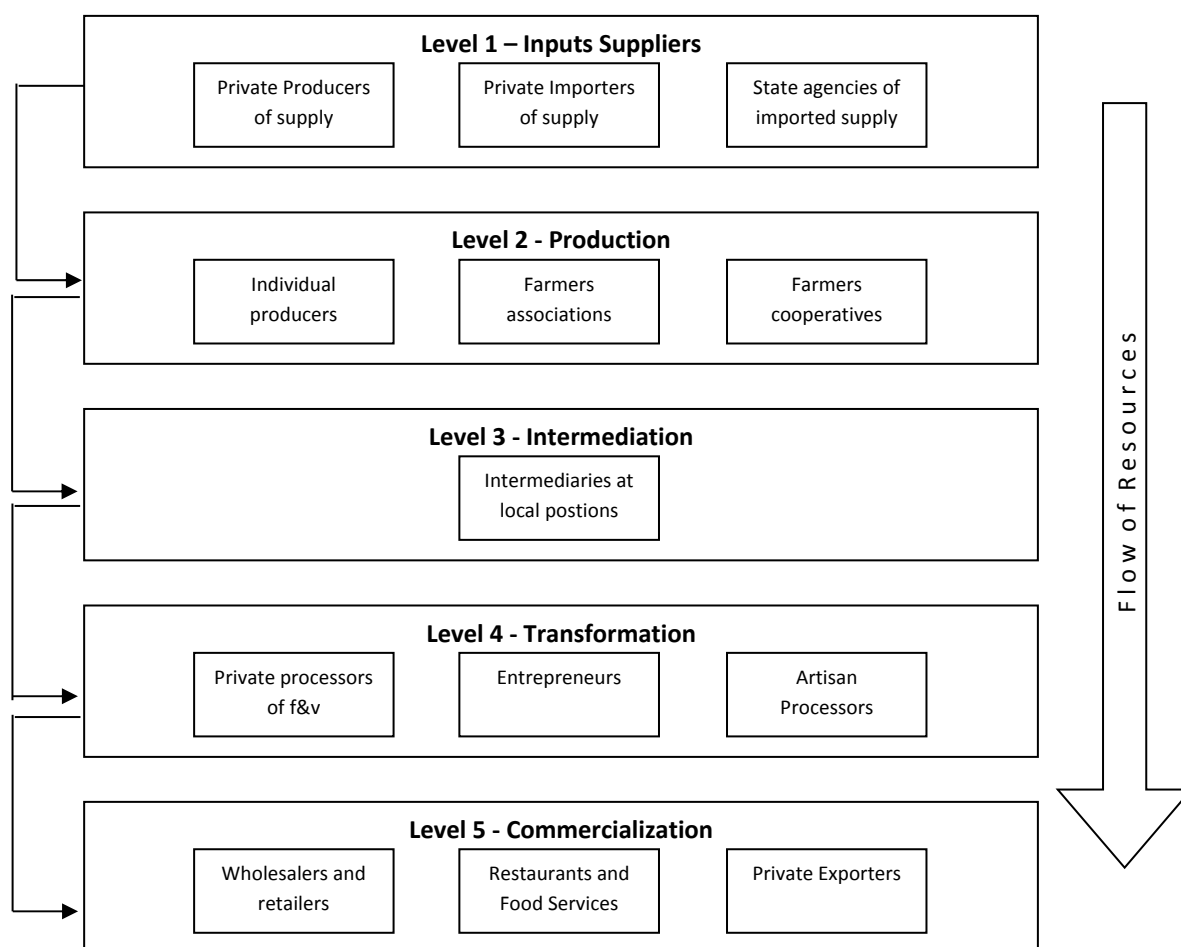 Level 1 – Inputs Suppliers
Private Producers
of supply
Private Importers
of supply
State agencies of
imported supply
Level 2 - Production
Individual
producers
Farmers
associations
Farmers
cooperatives
Level 3 - Intermediation
Intermediaries at
local postions
Level 4 - Transformation
Private processors
of f&v
Entrepreneurs
Artisan
Processors
Level 5 - Commercialization
Wholesalers and
retailers
Restaurants and
Food Services
Private Exporters
Flow of Resources